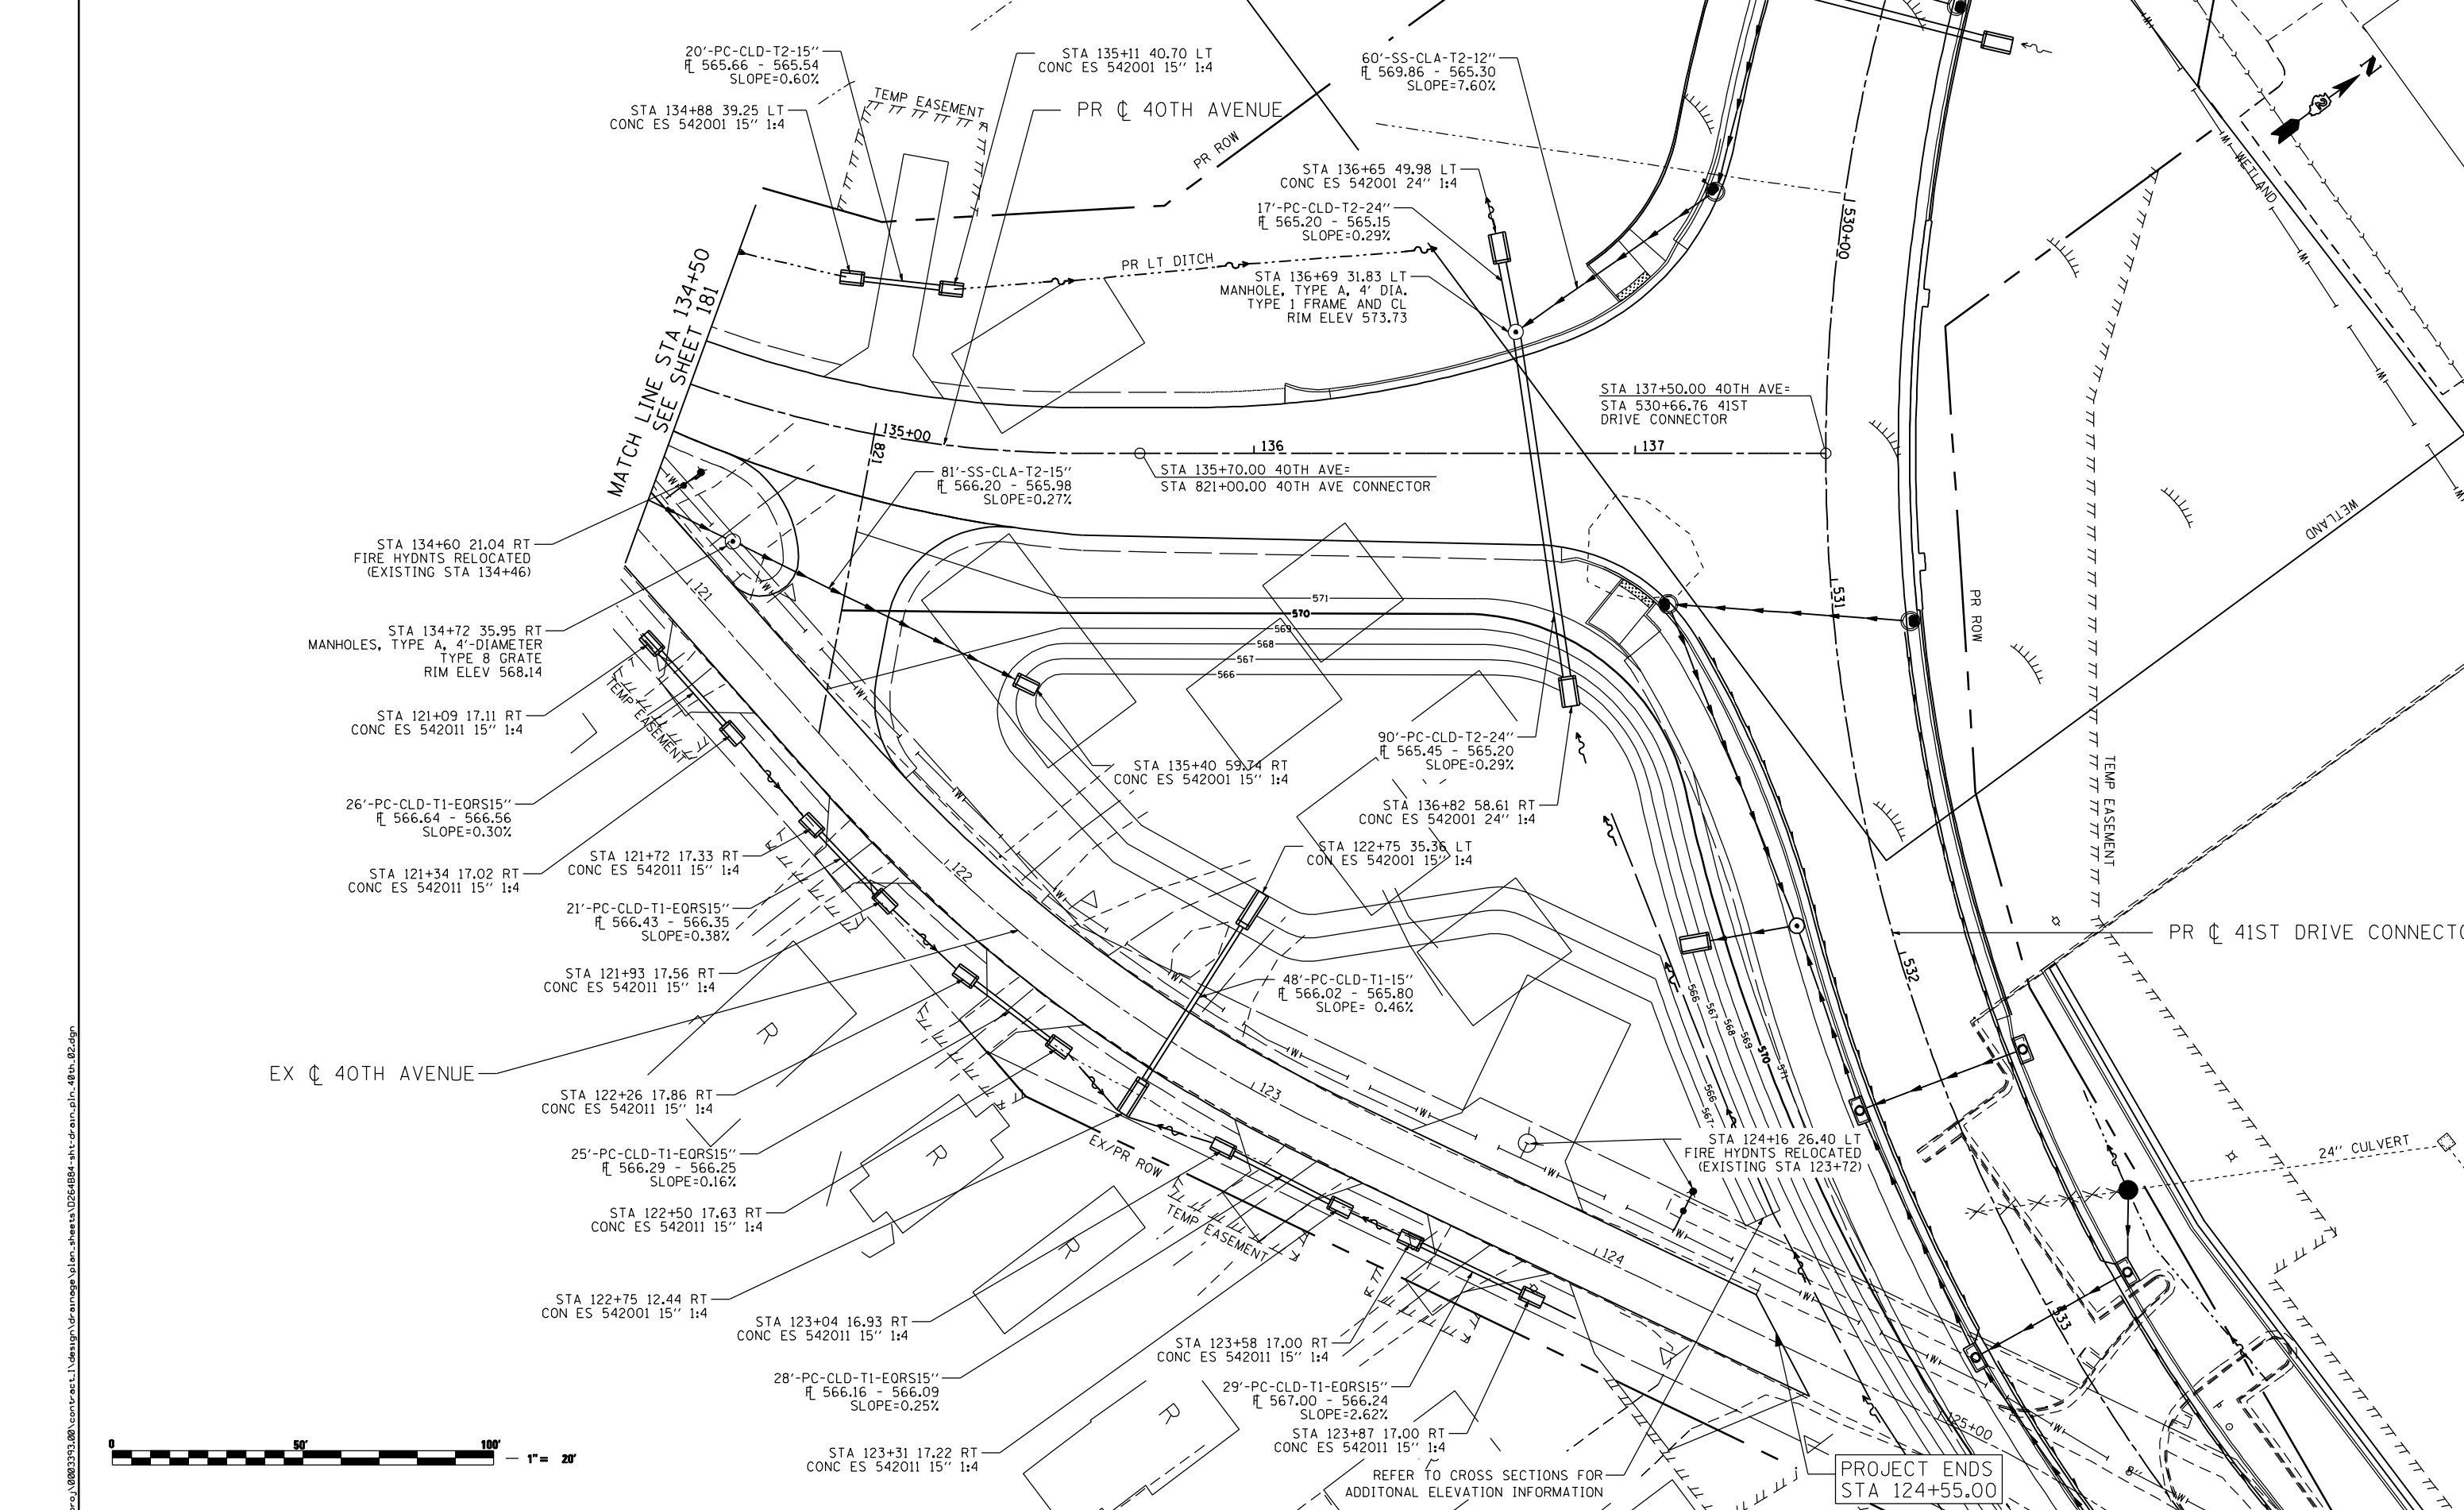 20'-PC-CLD-T2-15"
FL 565.66 - 565.54
SLOPE=0.60%
STA 134+88 39.25 LT
CONC ES 542001 15" 1:4
TEMP EASEMENT
STA 135+11 40.70 LT
CONC ES 542001 15" 1:4
PR CL 40TH AVENUE
PR ROW
60'-SS-CLA-T2-12"
FL 569.86 - 565.30
SLOPE=7.60%
STA 136+65 49.98 LT
CONC ES 542001 24" 1:4
17'-PC-CLD-T2-24"
FL 565.20 - 565.15
SLOPE=0.29%
STA 136+69 31.83 LT
MANHOLE, TYPE A, 4' DIA.
TYPE 1 FRAME AND CL
RIM ELEV 573.73
PR LT DITCH
N
WETLAND
530+00
MATCH LINE STA 134+50
SEE SHEET 181
STA 137+50.00 40TH AVE=
STA 530+66.76 41ST
DRIVE CONNECTOR
135+00
821
136
137
STA 135+70.00 40TH AVE=
STA 821+00.00 40TH AVE CONNECTOR
81'-SS-CLA-T2-15"
FL 566.20 - 565.98
SLOPE=0.27%
WETLAND
STA 134+60 21.04 RT
FIRE HYDNTS RELOCATED
(EXISTING STA 134+46)
121
571
570
569
568
567
566
531
PR ROW
STA 134+72 35.95 RT
MANHOLES, TYPE A, 4'-DIAMETER
TYPE 8 GRATE
RIM ELEV 568.14
TEMP EASEMENT
STA 121+09 17.11 RT
CONC ES 542011 15" 1:4
90'-PC-CLD-T2-24"
FL 565.45 - 565.20
SLOPE=0.29%
STA 135+40 59.74 RT
CONC ES 542001 15" 1:4
TEMP EASEMENT
26'-PC-CLD-T1-EQRS15"
FL 566.64 - 566.56
SLOPE=0.30%
STA 136+82 58.61 RT
CONC ES 542001 24" 1:4
STA 121+72 17.33 RT
CONC ES 542011 15" 1:4
STA 122+75 35.36 LT
CON ES 542001 15" 1:4
STA 121+34 17.02 RT
CONC ES 542011 15" 1:4
122
21'-PC-CLD-T1-EQRS15"
FL 566.43 - 566.35
SLOPE=0.38%
PR CL 41ST DRIVE CONNECTO
532
STA 121+93 17.56 RT
CONC ES 542011 15" 1:4
48'-PC-CLD-T1-15"
FL 566.02 - 565.80
SLOPE= 0.46%
566
567
568
569
570
571
R
EX CL 40TH AVENUE
STA 122+26 17.86 RT
CONC ES 542011 15" 1:4
123
566
567
EX/PR ROW
25'-PC-CLD-T1-EQRS15"
FL 566.29 - 566.25
SLOPE=0.16%
R
STA 124+16 26.40 LT
FIRE HYDNTS RELOCATED
(EXISTING STA 123+72)
24" CULVERT
STA 122+50 17.63 RT
CONC ES 542011 15" 1:4
TEMP EASEMENT
R
124
STA 122+75 12.44 RT
CON ES 542001 15" 1:4
533
STA 123+04 16.93 RT
CONC ES 542011 15" 1:4
STA 123+58 17.00 RT
CONC ES 542011 15" 1:4
28'-PC-CLD-T1-EQRS15"
FL 566.16 - 566.09
SLOPE=0.25%
29'-PC-CLD-T1-EQRS15"
FL 567.00 - 566.24
SLOPE=2.62%
R
125+00
STA 123+87 17.00 RT
CONC ES 542011 15" 1:4
STA 123+31 17.22 RT
CONC ES 542011 15" 1:4
REFER TO CROSS SECTIONS FOR
ADDITONAL ELEVATION INFORMATION
8"
PROJECT ENDS
STA 124+55.00
0 50' 100'
1"= 20'